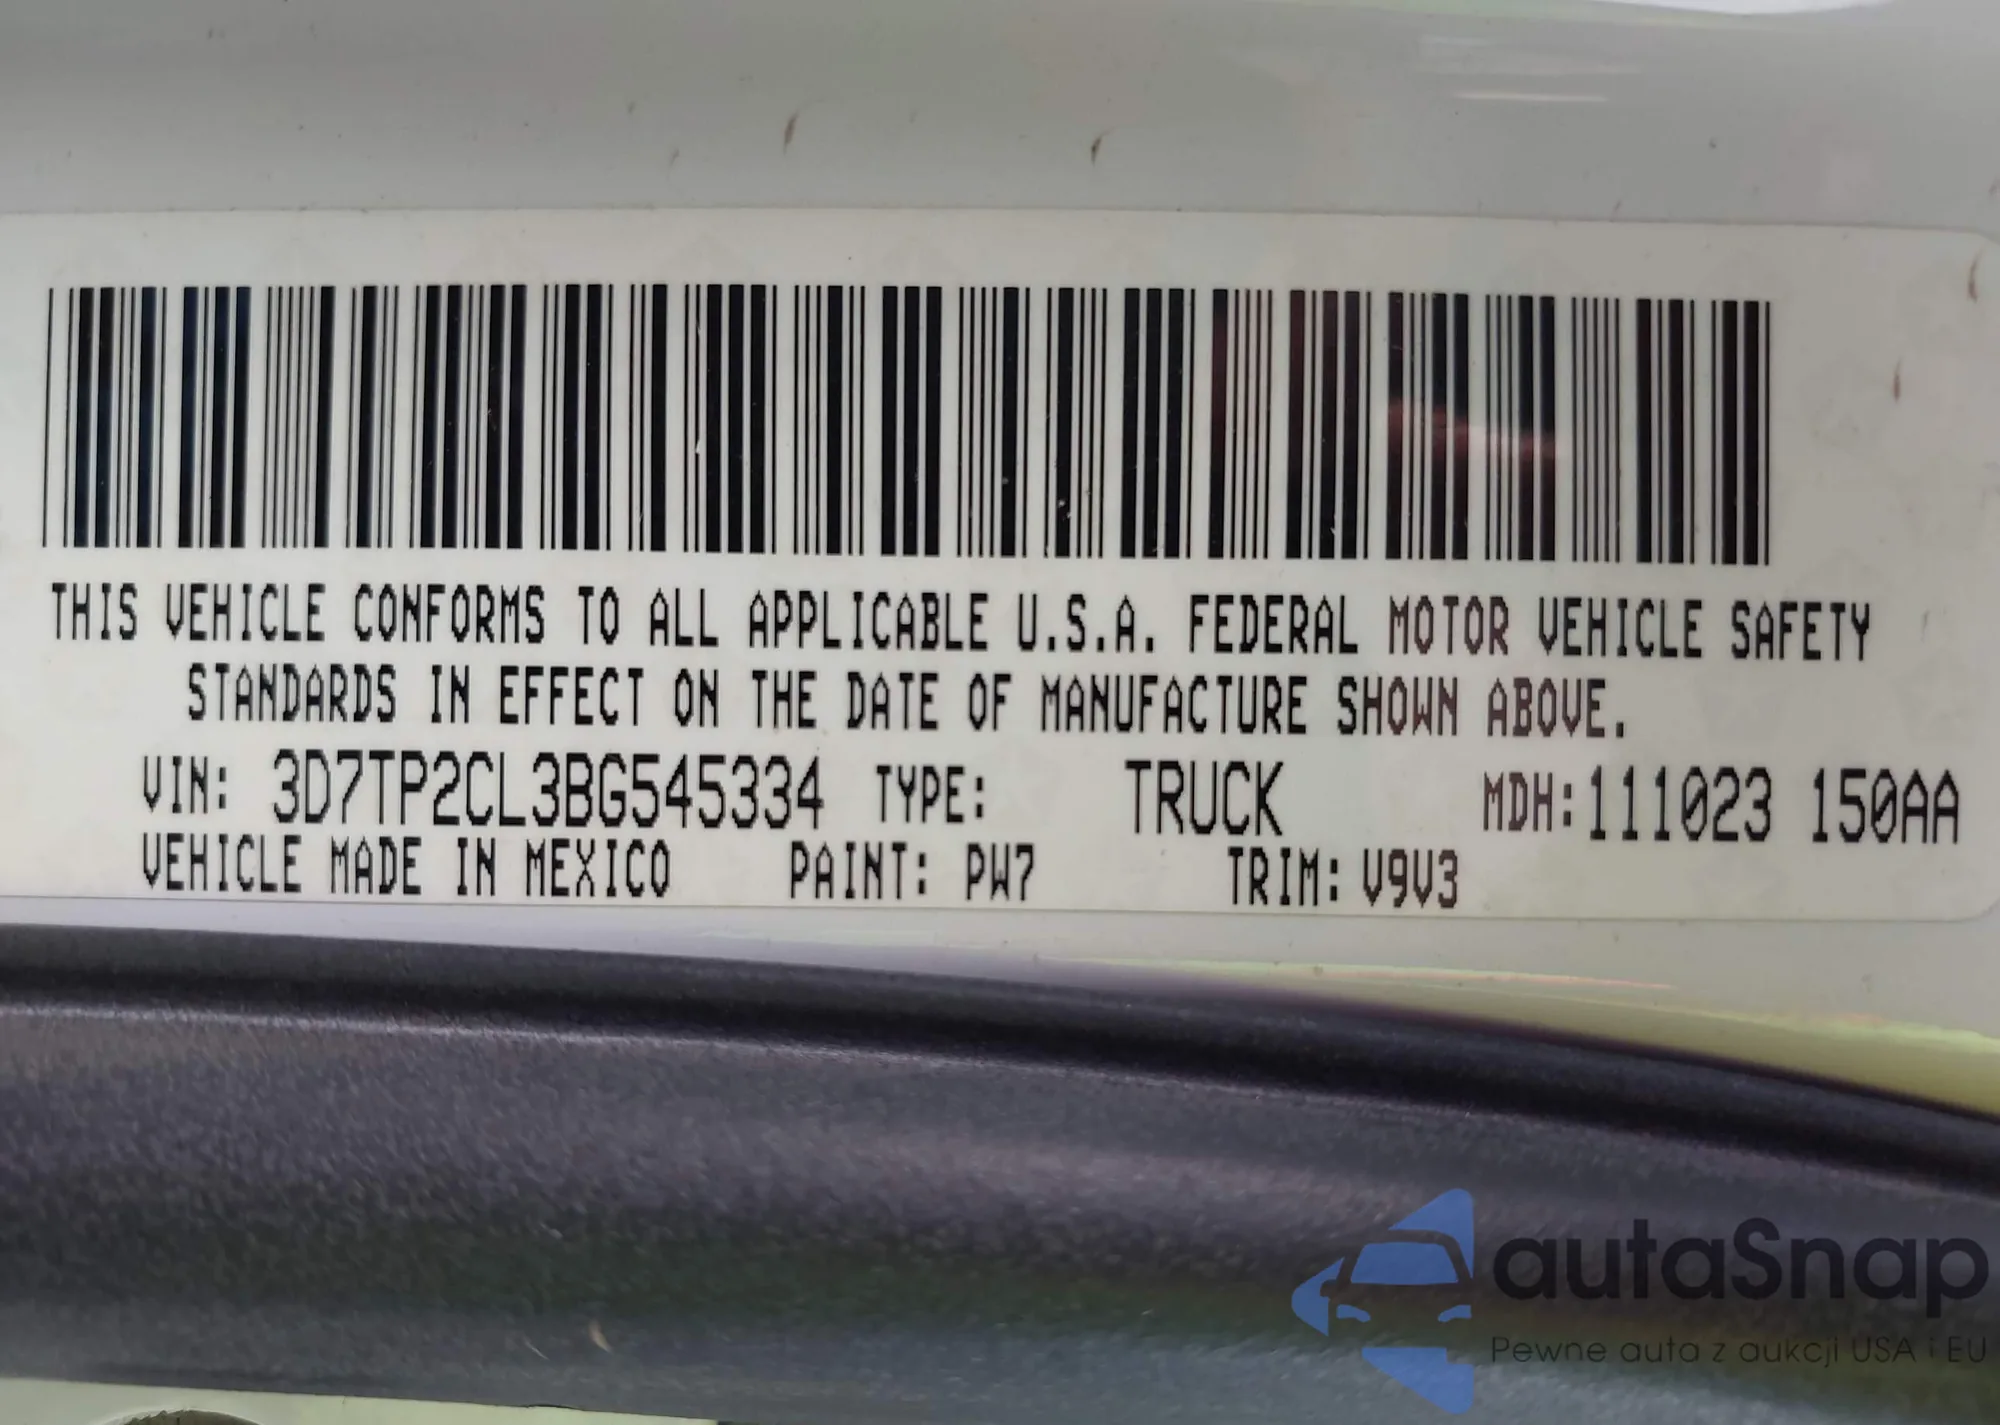 THIS VEHICLE CONFORMS TO ALL APPLICABLE U.S.A. FEDERAL MOTOR VEHICLE SAFETY
STANDARDS IN EFFECT ON THE DATE OF MANUFACTURE SHOWN ABOVE.
VIN: 3D7TP2CL3BG545334 TYPE: TRUCK MDH:111023 150AA
VEHICLE MADE IN MEXICO PAINT: PW7 TRIM: V9V3
autaSnap
Pewne auta z aukcji USA i EU